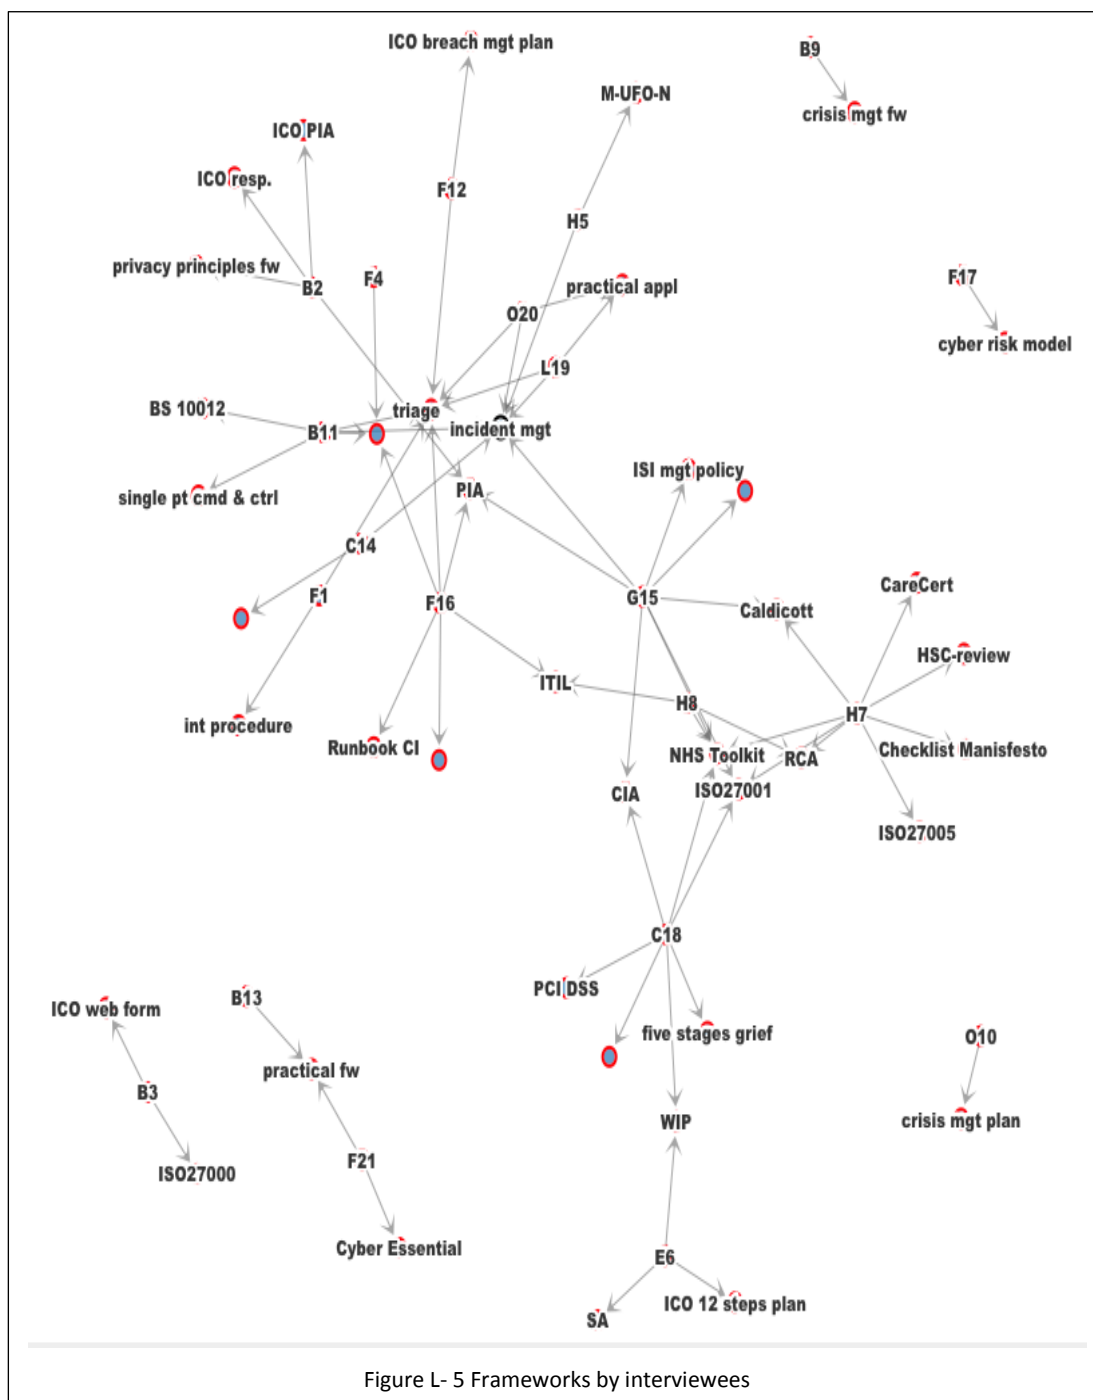 ICO breach mgt plan
B9
M-UFO-N
crisis mgt fw
ICO PIA
ICO resp.
F12
H5
privacy principles fw
F4
B2
practical appl
F17
O20
cyber risk model
L19
BS 10012
triage
B11
incident mgt
single pt cmd & ctrl
PIA
ISI mgt policy
C14
F1
F16
G15
Caldicott
CareCert
HSC-review
ITIL
H8
H7
int procedure
Runbook CI
NHS Toolkit
RCA
Checklist Manisfesto
CIA
ISO27001
ISO27005
C18
PCI DSS
five stages grief
ICO web form
B13
O10
practical fw
B3
crisis mgt plan
WIP
ISO27000
F21
Cyber Essential
E6
ICO 12 steps plan
SA
Figure L- 5 Frameworks by interviewees